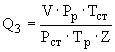 Q₃ = V · Pₚ · Tст / Pст · Tₚ · Z